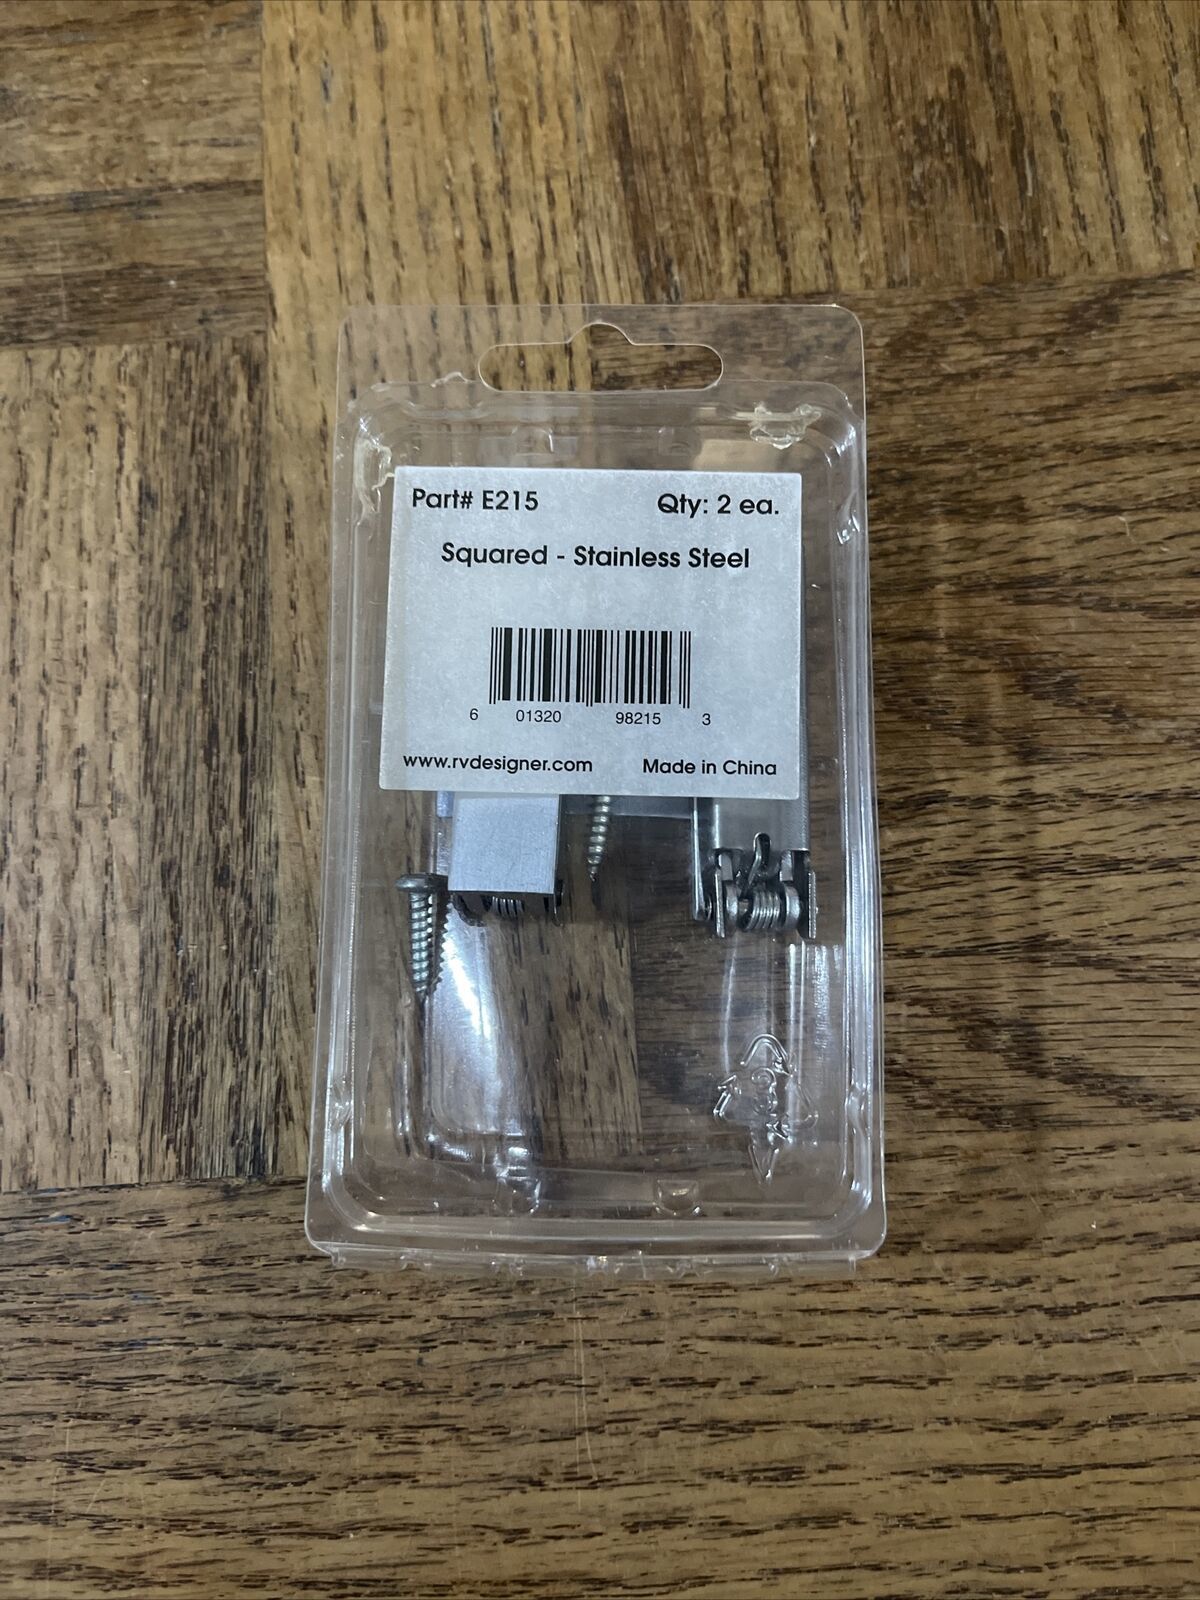 Part# E215 Qty: 2 ea.
Squared - Stainless Steel
6 01320 98215 3
www.rvdesigner.com Made in China